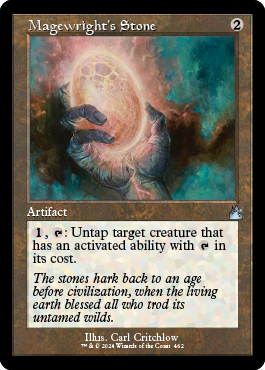 Magewright's Stone 2
Artifact
1, T: Untap target creature that
has an activated ability with T in
its cost.
The stones hark back to an age
before civilization, when the living
earth blessed all who trod its
untamed wilds.
Illus. Carl Critchlow
™ & © 2024 Wizards of the Coast 462